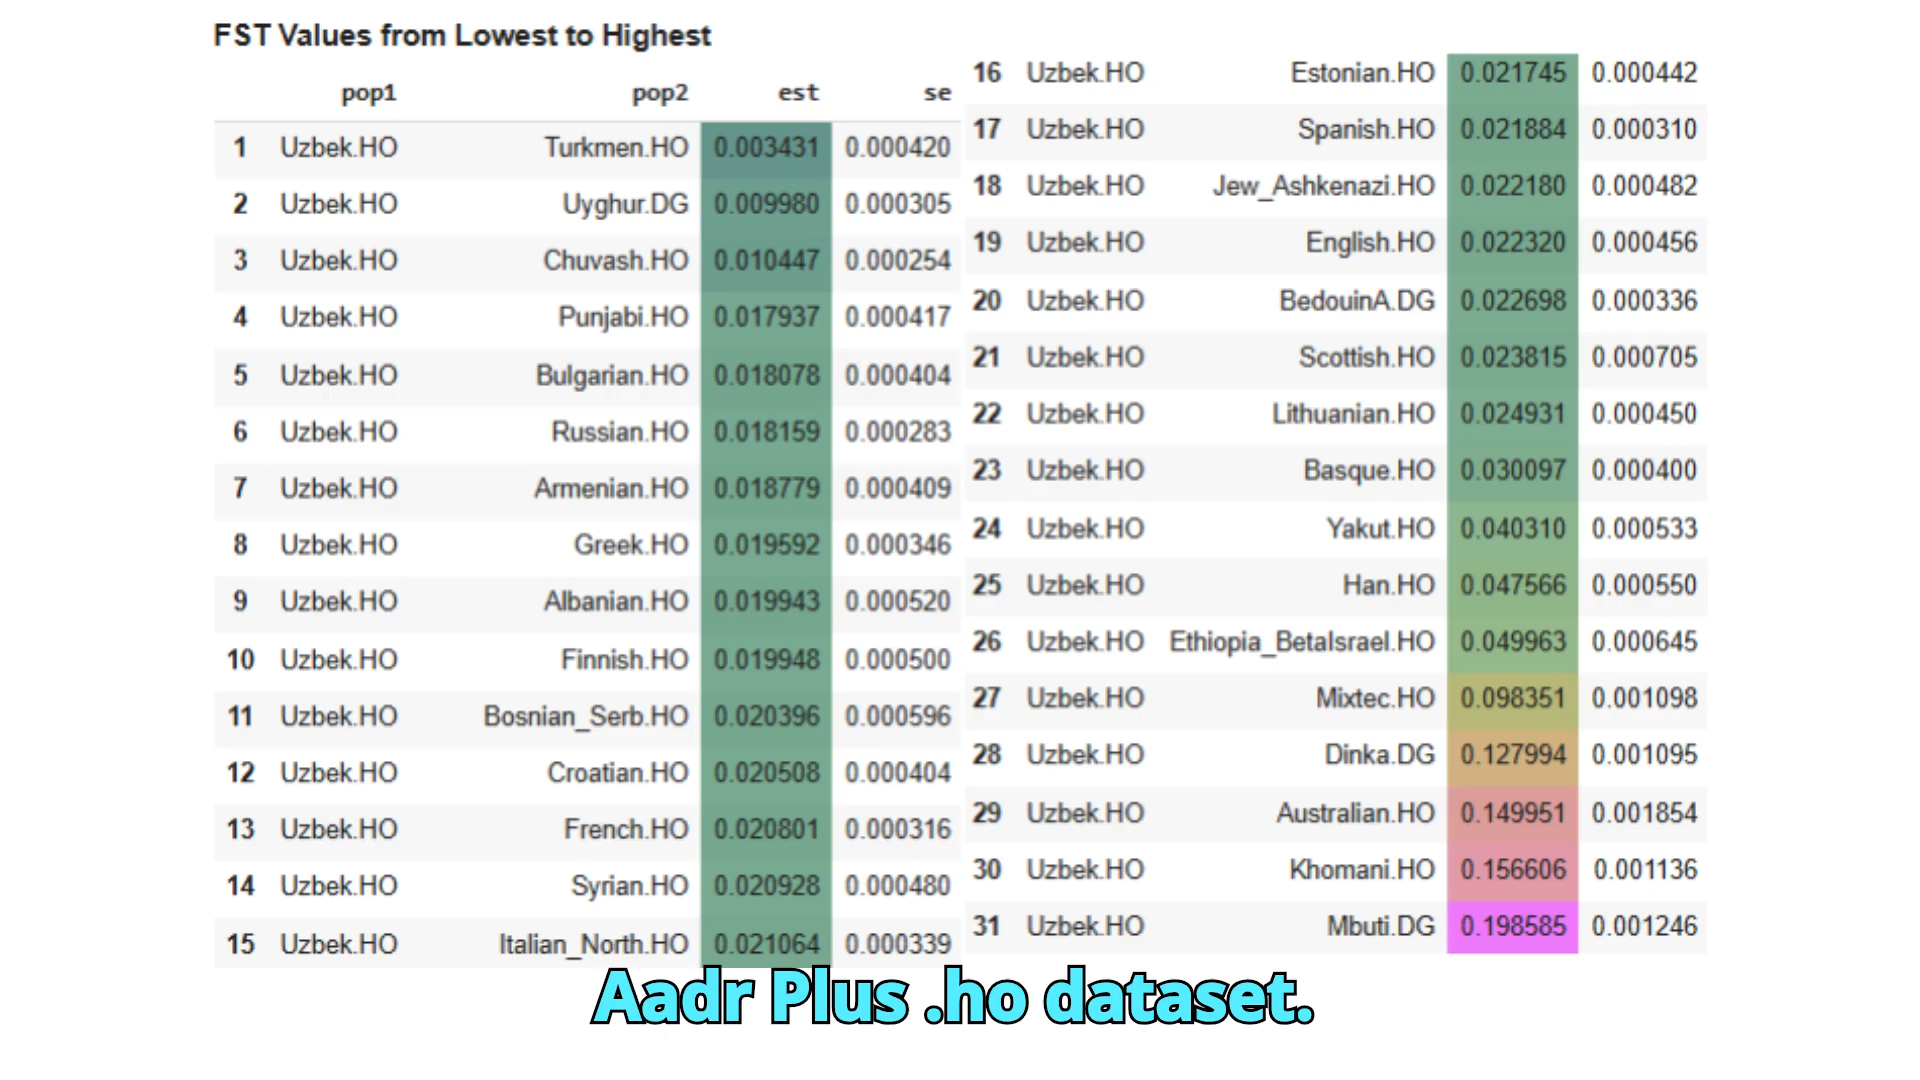 FST Values from Lowest to Highest
pop1 pop2 est se
1 Uzbek.HO Turkmen.HO 0.003431 0.000420
2 Uzbek.HO Uyghur.DG 0.009980 0.000305
3 Uzbek.HO Chuvash.HO 0.010447 0.000254
4 Uzbek.HO Punjabi.HO 0.017937 0.000417
5 Uzbek.HO Bulgarian.HO 0.018078 0.000404
6 Uzbek.HO Russian.HO 0.018159 0.000283
7 Uzbek.HO Armenian.HO 0.018779 0.000409
8 Uzbek.HO Greek.HO 0.019592 0.000346
9 Uzbek.HO Albanian.HO 0.019943 0.000520
10 Uzbek.HO Finnish.HO 0.019948 0.000500
11 Uzbek.HO Bosnian_Serb.HO 0.020396 0.000596
12 Uzbek.HO Croatian.HO 0.020508 0.000404
13 Uzbek.HO French.HO 0.020801 0.000316
14 Uzbek.HO Syrian.HO 0.020928 0.000480
15 Uzbek.HO Italian_North.HO 0.021064 0.000339
16 Uzbek.HO Estonian.HO 0.021745 0.000442
17 Uzbek.HO Spanish.HO 0.021884 0.000310
18 Uzbek.HO Jew_Ashkenazi.HO 0.022180 0.000482
19 Uzbek.HO English.HO 0.022320 0.000456
20 Uzbek.HO BedouinA.DG 0.022698 0.000336
21 Uzbek.HO Scottish.HO 0.023815 0.000705
22 Uzbek.HO Lithuanian.HO 0.024931 0.000450
23 Uzbek.HO Basque.HO 0.030097 0.000400
24 Uzbek.HO Yakut.HO 0.040310 0.000533
25 Uzbek.HO Han.HO 0.047566 0.000550
26 Uzbek.HO Ethiopia_BetaIsrael.HO 0.049963 0.000645
27 Uzbek.HO Mixtec.HO 0.098351 0.001098
28 Uzbek.HO Dinka.DG 0.127994 0.001095
29 Uzbek.HO Australian.HO 0.149951 0.001854
30 Uzbek.HO Khomani.HO 0.156606 0.001136
31 Uzbek.HO Mbuti.DG 0.198585 0.001246
Aadr Plus .ho dataset.